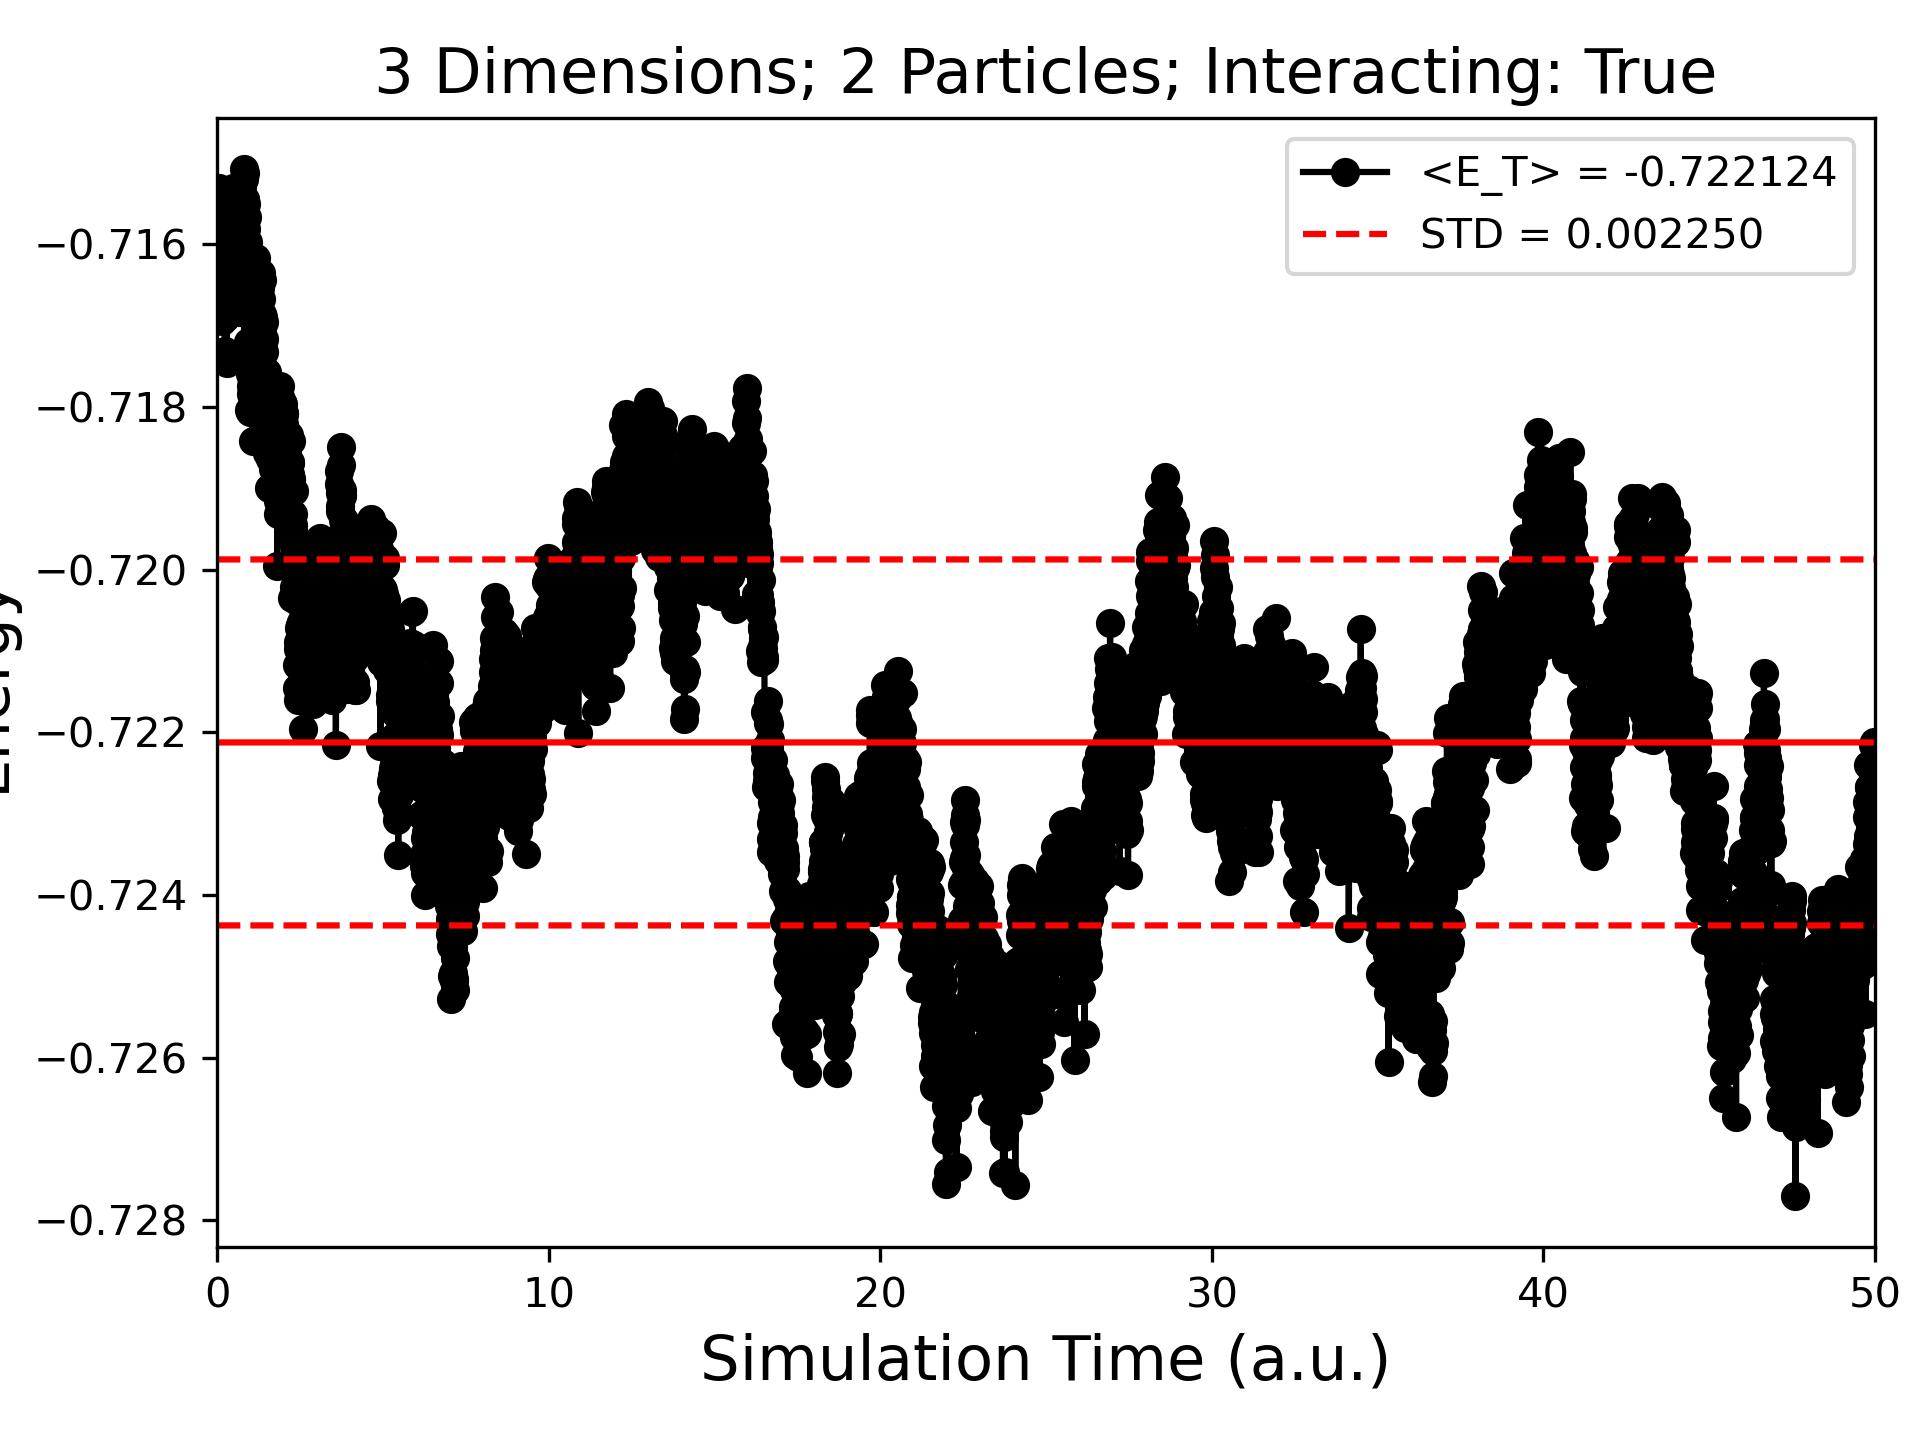 3 Dimensions; 2 Particles; Interacting: True
<E_T> = -0.722124
STD = 0.002250
Energy
−0.716
−0.718
−0.720
−0.722
−0.724
−0.726
−0.728
0 10 20 30 40 50
Simulation Time (a.u.)